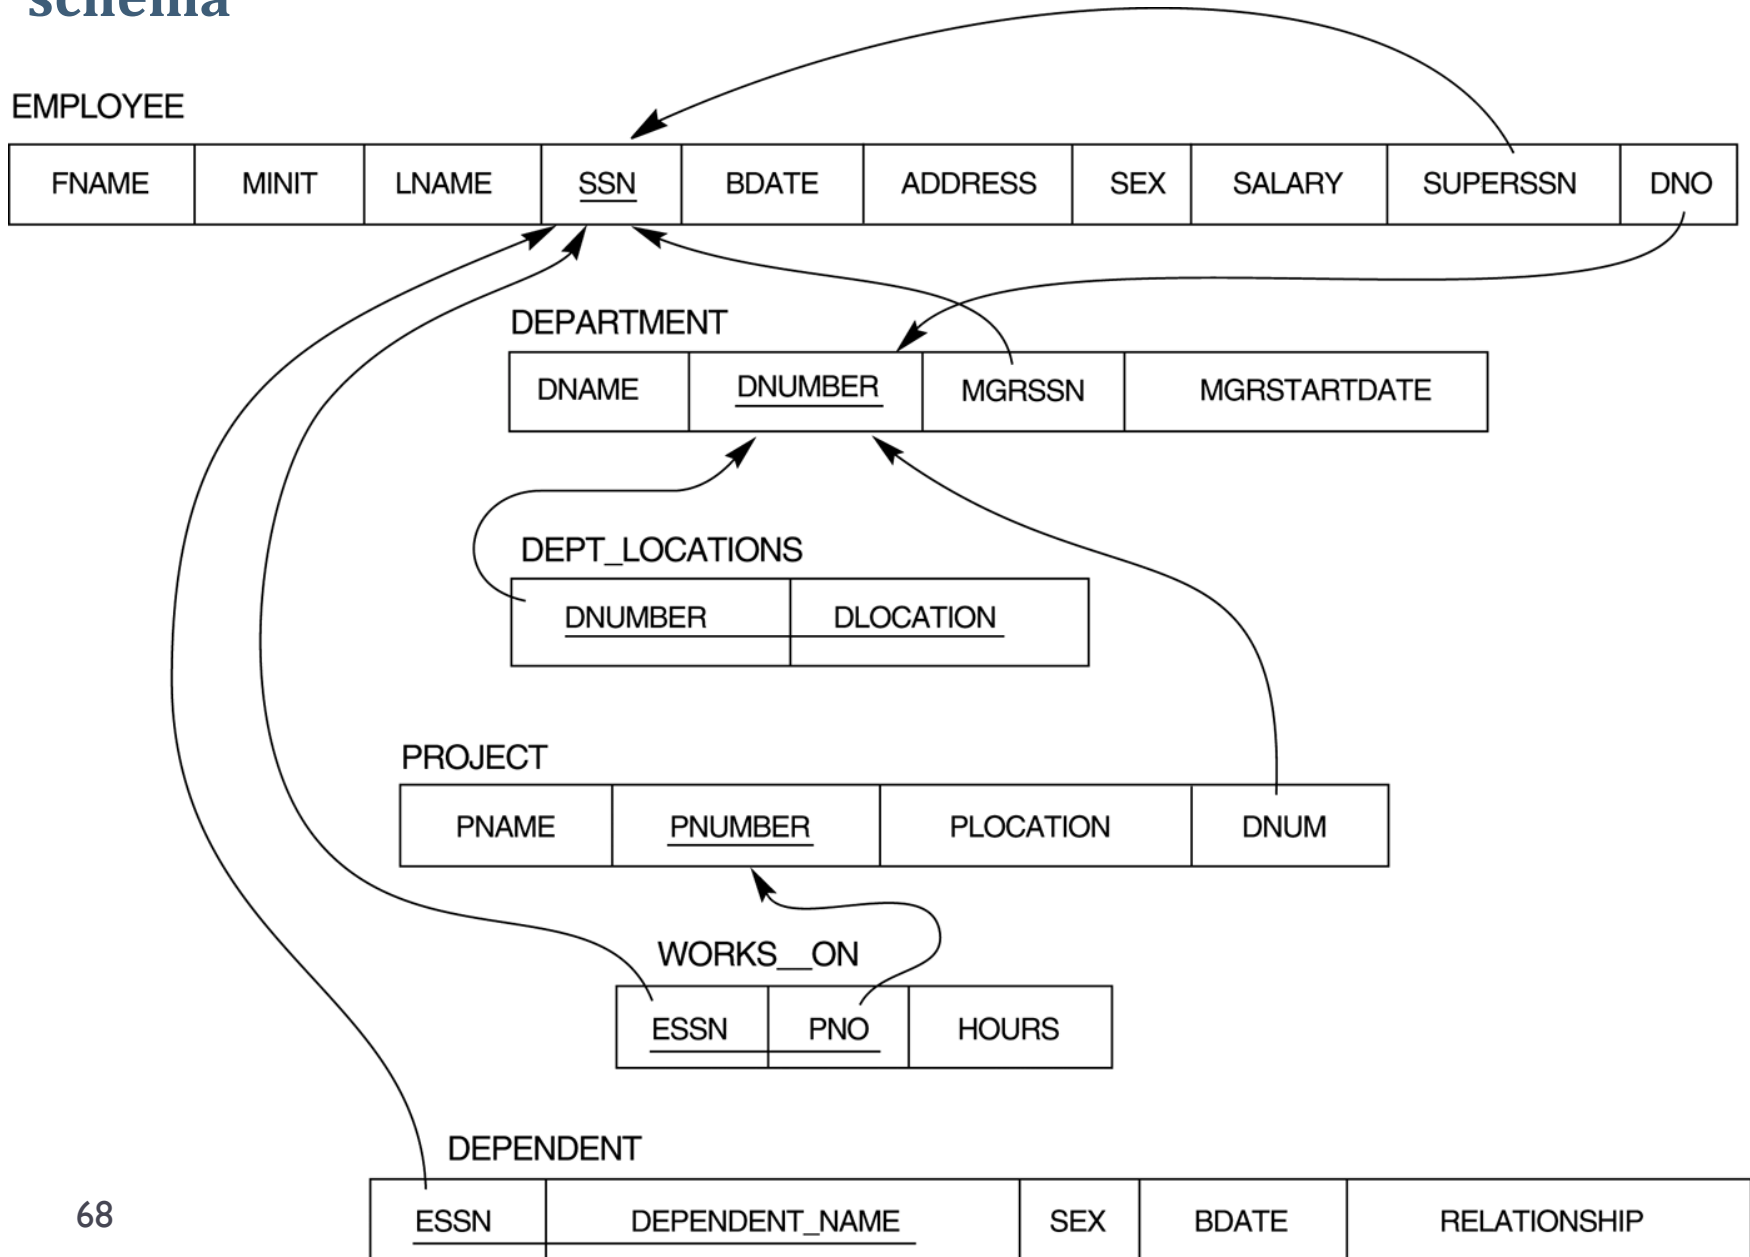 schema
EMPLOYEE
FNAME MINIT LNAME SSN BDATE ADDRESS SEX SALARY SUPERSSN DNO
DEPARTMENT
DNAME DNUMBER MGRSSN MGRSTARTDATE
DEPT_LOCATIONS
DNUMBER DLOCATION
PROJECT
PNAME PNUMBER PLOCATION DNUM
WORKS__ON
ESSN PNO HOURS
DEPENDENT
ESSN DEPENDENT_NAME SEX BDATE RELATIONSHIP
68